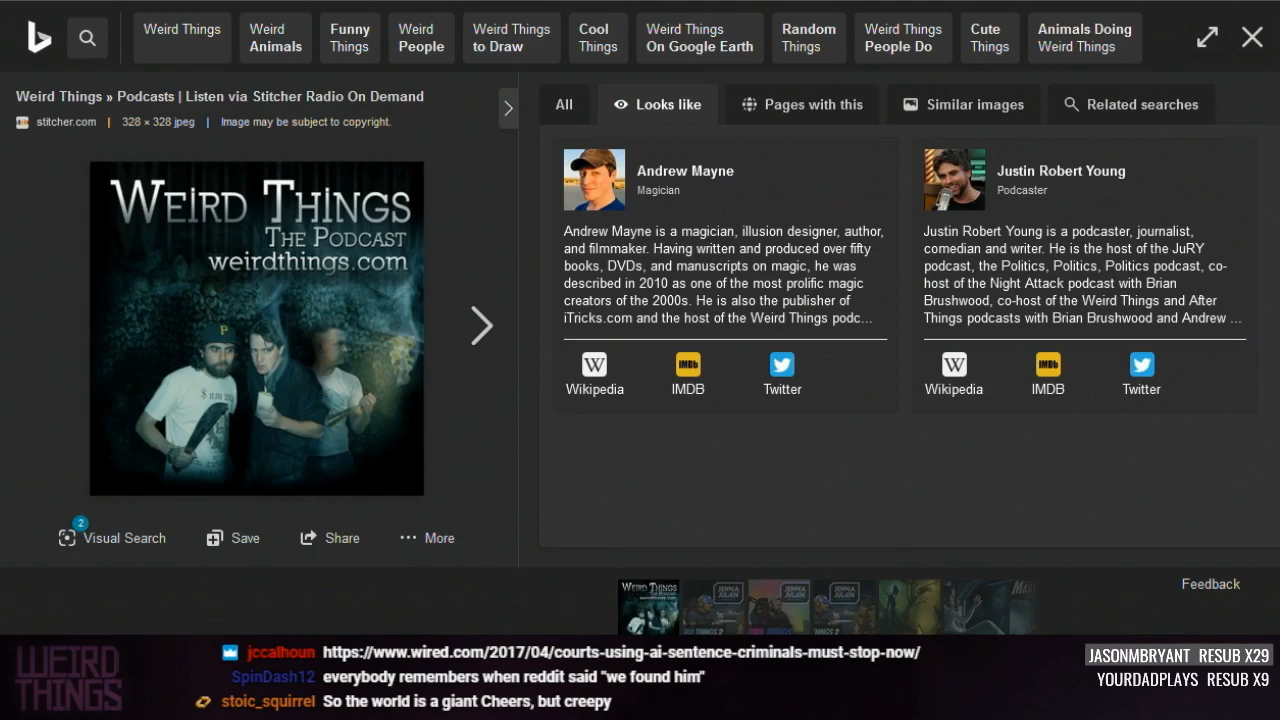 Weird Things
Weird
Animals
Funny
Things
Weird
People
Weird Things
to Draw
Cool
Things
Weird Things
On Google Earth
Random
Things
Weird Things
People Do
Cute
Things
Animals Doing
Weird Things
Weird Things » Podcasts | Listen via Stitcher Radio On Demand
stitcher.com | 328 × 328 jpeg | Image may be subject to copyright.
WEIRD THINGS
THE PODCAST
weirdthings.com
P
2
Visual Search
Save
Share
More
All
Looks like
Pages with this
Similar images
Related searches
Andrew Mayne
Magician
Andrew Mayne is a magician, illusion designer, author,
and filmmaker. Having written and produced over fifty
books, DVDs, and manuscripts on magic, he was
described in 2010 as one of the most prolific magic
creators of the 2000s. He is also the publisher of
iTricks.com and the host of the Weird Things podc...
W
Wikipedia
IMDb
IMDB
Twitter
Justin Robert Young
Podcaster
Justin Robert Young is a podcaster, journalist,
comedian and writer. He is the host of the JuRY
podcast, the Politics, Politics, Politics podcast, co-
host of the Night Attack podcast with Brian
Brushwood, co-host of the Weird Things and After
Things podcasts with Brian Brushwood and Andrew ...
W
Wikipedia
IMDb
IMDB
Twitter
WEIRD THINGS
weirdthings.com
JENNA
JULIEN
JENNA
JULIEN
JENNA
JULIEN
Feedback
WEIRD
THINGS
jccalhoun https://www.wired.com/2017/04/courts-using-ai-sentence-criminals-must-stop-now/
SpinDash12 everybody remembers when reddit said "we found him"
stoic_squirrel So the world is a giant Cheers, but creepy
JASONMBRYANT RESUB X29
YOURDADPLAYS RESUB X9